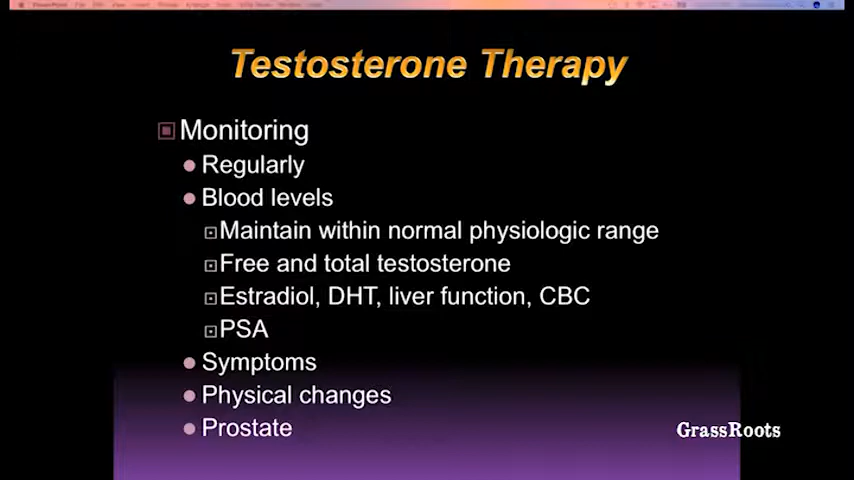 Testosterone Therapy
Monitoring
Regularly
Blood levels
Maintain within normal physiologic range
Free and total testosterone
Estradiol, DHT, liver function, CBC
PSA
Symptoms
Physical changes
Prostate
GrassRoots